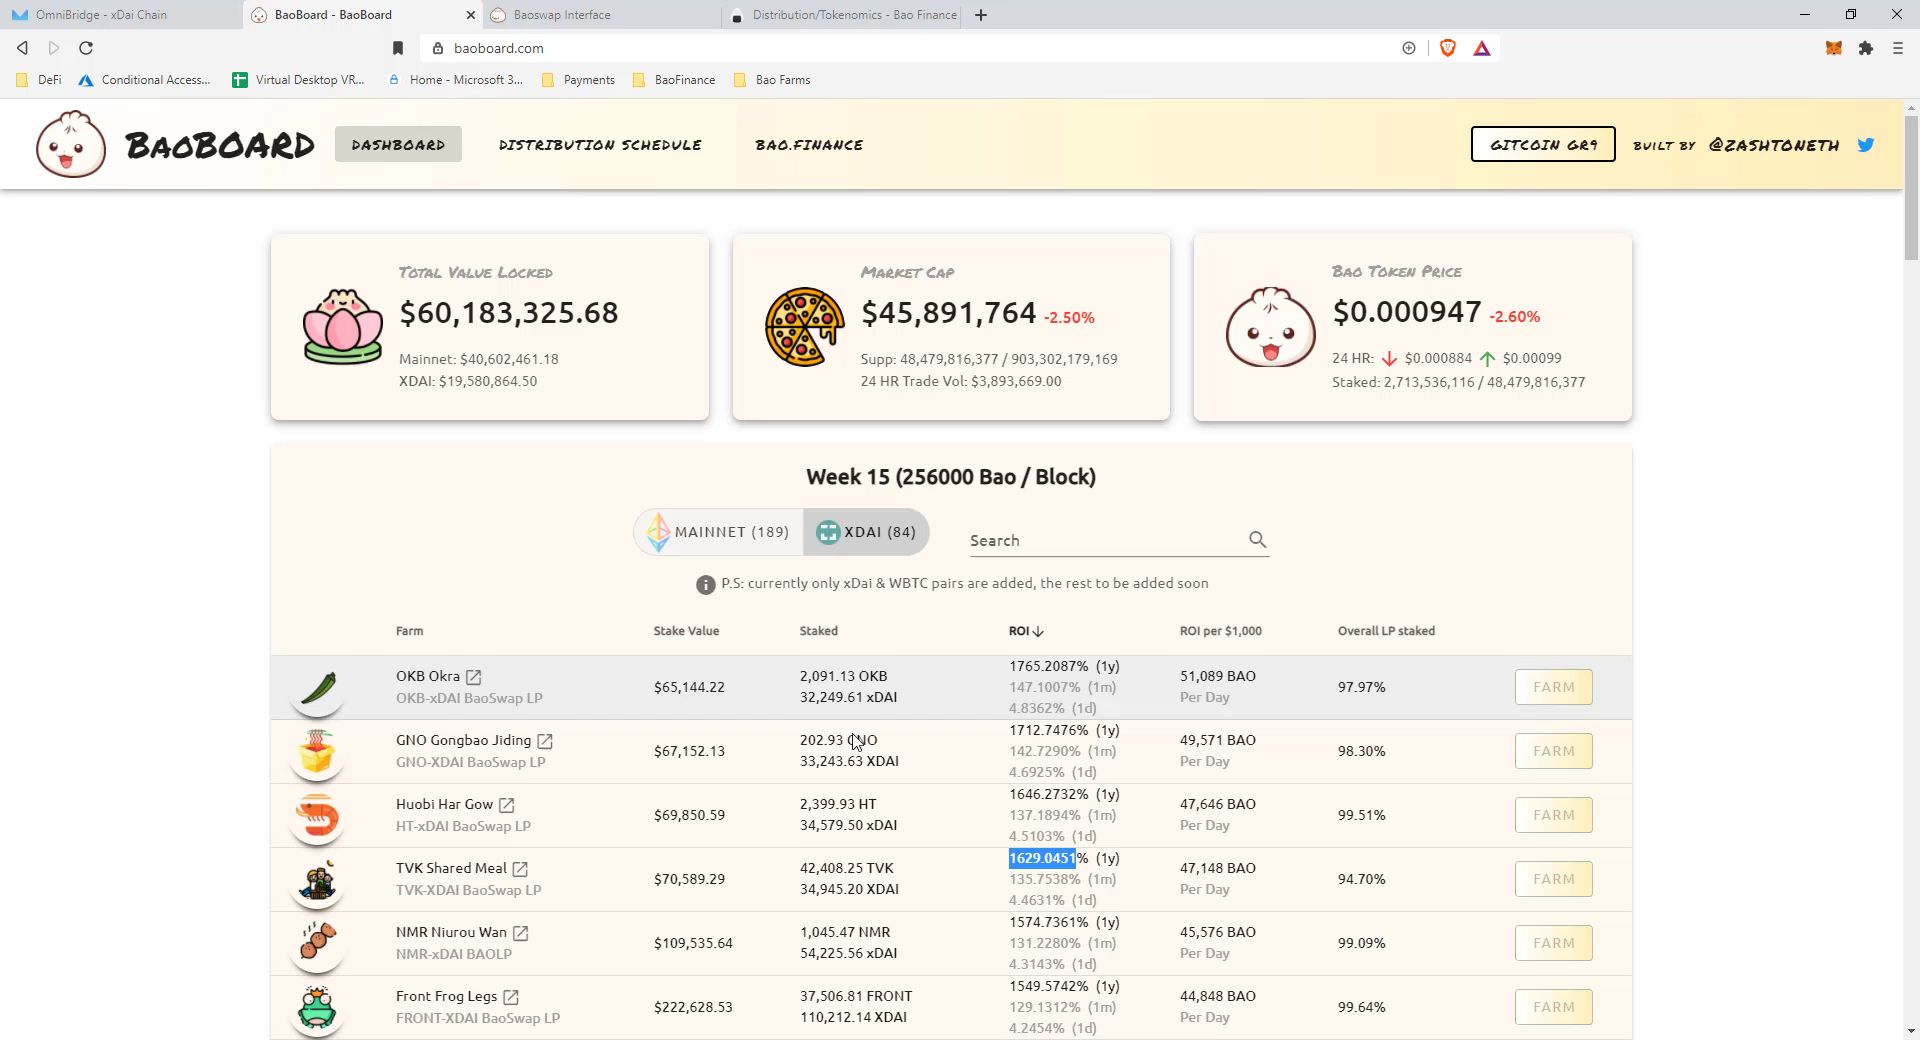 OmniBridge - xDai Chain
BaoBoard - BaoBoard
Baoswap Interface
Distribution/Tokenomics - Bao Finance
baoboard.com
DeFi
Conditional Access...
Virtual Desktop VR...
Home - Microsoft 3...
Payments
BaoFinance
Bao Farms
BaoBOARD
DASHBOARD
DISTRIBUTION SCHEDULE
BAO.FINANCE
GITCOIN GR9
BUILT BY @ZASHTONETH
Total Value Locked
$60,183,325.68
Mainnet: $40,602,461.18
XDAI: $19,580,864.50
Market Cap
$45,891,764 -2.50%
Supp: 48,479,816,377 / 903,302,179,169
24 HR Trade Vol: $3,893,669.00
Bao Token Price
$0.000947 -2.60%
24 HR: $0.000884 $0.00099
Staked: 2,713,536,116 / 48,479,816,377
Week 15 (256000 Bao / Block)
MAINNET (189)
XDAI (84)
Search
P.S: currently only xDai & WBTC pairs are added, the rest to be added soon
Farm Stake Value Staked ROI ROI per $1,000 Overall LP staked
OKB Okra
OKB-xDAI BaoSwap LP
$65,144.22
2,091.13 OKB
32,249.61 xDAI
1765.2087% (1y)
147.1007% (1m)
4.8362% (1d)
51,089 BAO
Per Day
97.97%
FARM
GNO Gongbao Jiding
GNO-XDAI BaoSwap LP
$67,152.13
202.93 GNO
33,243.63 XDAI
1712.7476% (1y)
142.7290% (1m)
4.6925% (1d)
49,571 BAO
Per Day
98.30%
FARM
Huobi Har Gow
HT-xDAI BaoSwap LP
$69,850.59
2,399.93 HT
34,579.50 xDAI
1646.2732% (1y)
137.1894% (1m)
4.5103% (1d)
47,646 BAO
Per Day
99.51%
FARM
TVK Shared Meal
TVK-XDAI BaoSwap LP
$70,589.29
42,408.25 TVK
34,945.20 XDAI
1629.0451% (1y)
135.7538% (1m)
4.4631% (1d)
47,148 BAO
Per Day
94.70%
FARM
NMR Niurou Wan
NMR-xDAI BAOLP
$109,535.64
1,045.47 NMR
54,225.56 xDAI
1574.7361% (1y)
131.2280% (1m)
4.3143% (1d)
45,576 BAO
Per Day
99.09%
FARM
Front Frog Legs
FRONT-XDAI BaoSwap LP
$222,628.53
37,506.81 FRONT
110,212.14 XDAI
1549.5742% (1y)
129.1312% (1m)
4.2454% (1d)
44,848 BAO
Per Day
99.64%
FARM